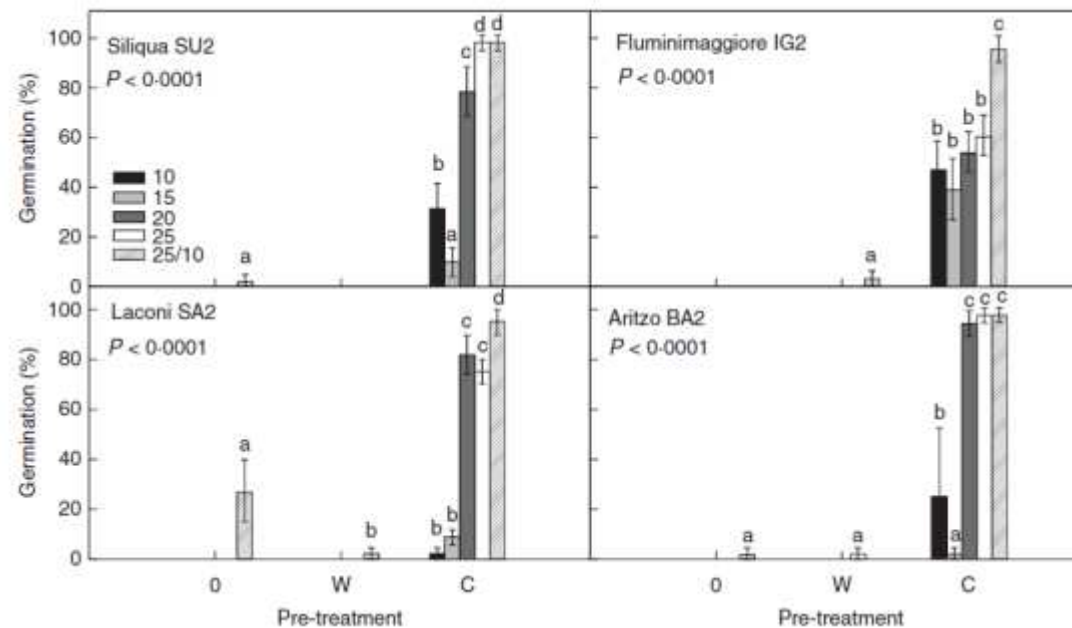 Siliqua SU2
P < 0·0001
Germination (%)
100
80
60
40
20
0
10
15
20
25
25/10
a
b
a
c
d
d
Fluminimaggiore IG2
P < 0·0001
a
b
b
b
b
c
Laconi SA2
P < 0·0001
Germination (%)
100
80
60
40
20
0
a
b
b
b
c
c
d
0
W
C
Pre-treatment
Aritzo BA2
P < 0·0001
a
a
b
a
c
c
c
0
W
C
Pre-treatment